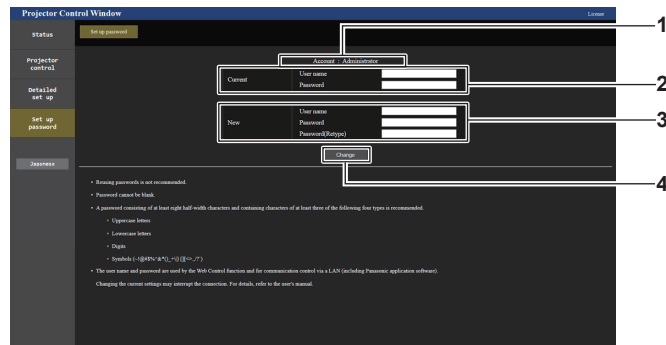 Projector Control Window
License
Status
Set up password
1
Projector control
Account : Administrator
Current
User name
Password
2
Detailed set up
New
User name
Password
Password(Retype)
3
Set up password
Change
4
Japanese
• Reusing passwords is not recommended.
• Password cannot be blank.
• A password consisting of at least eight half-width characters and containing characters of at least three of the following four types is recommended.
• Uppercase letters
• Lowercase letters
• Digits
• Symbols
• The user name and password are used by the Web Control function and for communication control via a LAN (including Panasonic application software).
Changing the current settings may interrupt the connection. For details, refer to the user's manual.